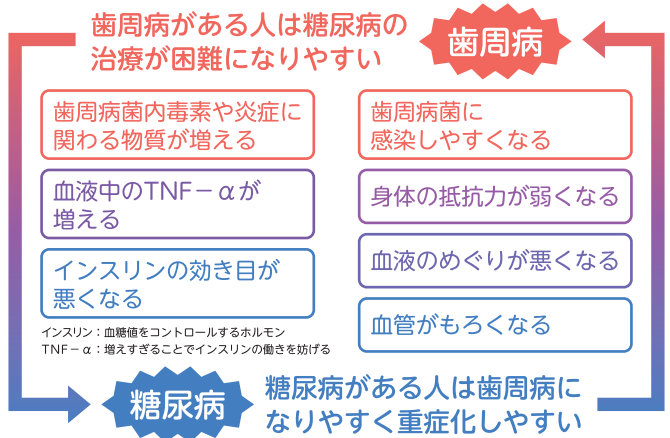 歯周病がある人は糖尿病の
治療が困難になりやすい
歯周病
歯周病菌内毒素や炎症に
関わる物質が増える
血液中のTNF－αが
増える
インスリンの効き目が
悪くなる
インスリン：血糖値をコントロールするホルモン
TNF－α：増えすぎることでインスリンの働きを妨げる
歯周病菌に
感染しやすくなる
身体の抵抗力が弱くなる
血液のめぐりが悪くなる
血管がもろくなる
糖尿病
糖尿病がある人は歯周病に
なりやすく重症化しやすい